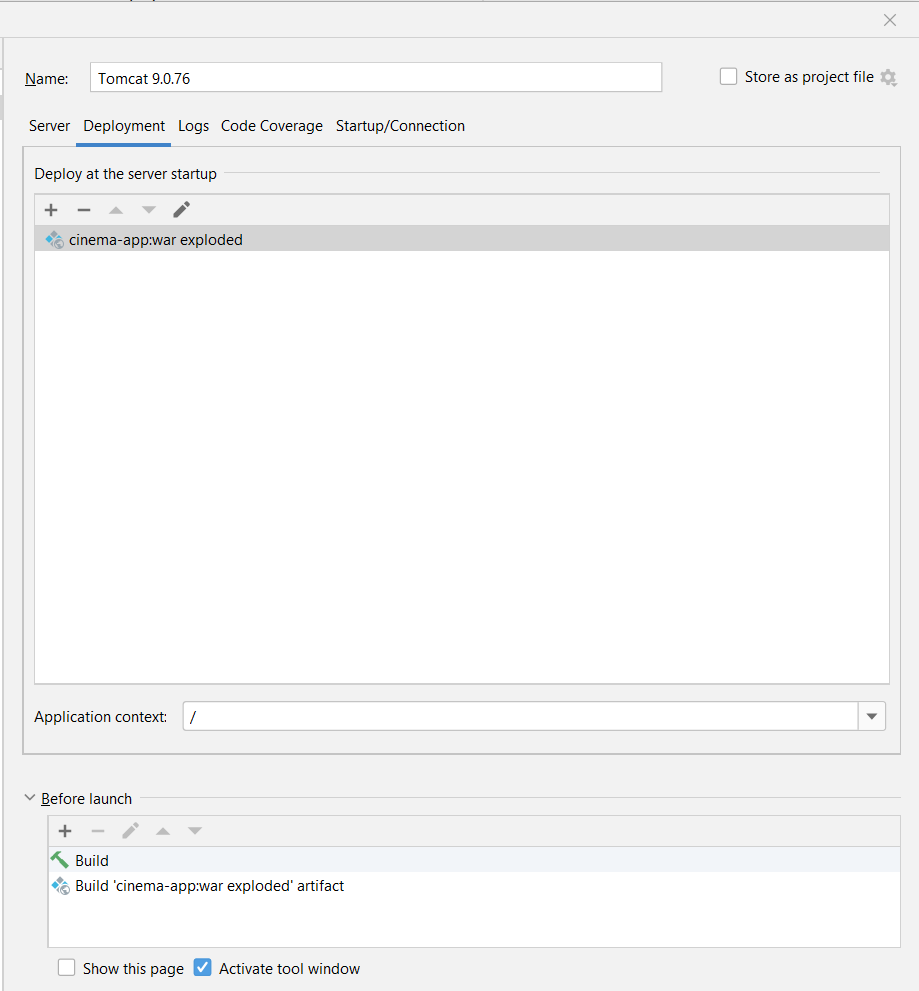 Name: Tomcat 9.0.76 Store as project file
Server Deployment Logs Code Coverage Startup/Connection
Deploy at the server startup
cinema-app:war exploded
Application context: /
Before launch
Build
Build 'cinema-app:war exploded' artifact
Show this page Activate tool window